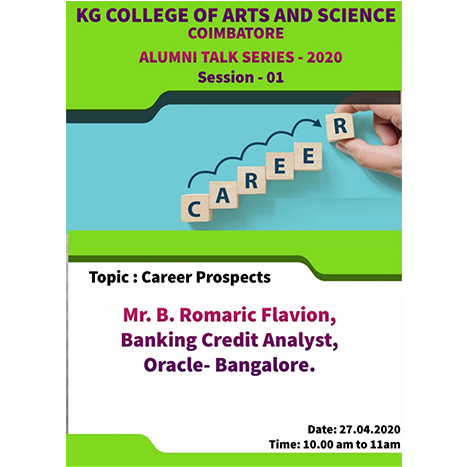 KG COLLEGE OF ARTS AND SCIENCE
COIMBATORE
ALUMNI TALK SERIES - 2020
Session - 01
CAREER
Topic : Career Prospects
Mr. B. Romaric Flavion,
Banking Credit Analyst,
Oracle- Bangalore.
Date: 27.04.2020
Time: 10.00 am to 11am